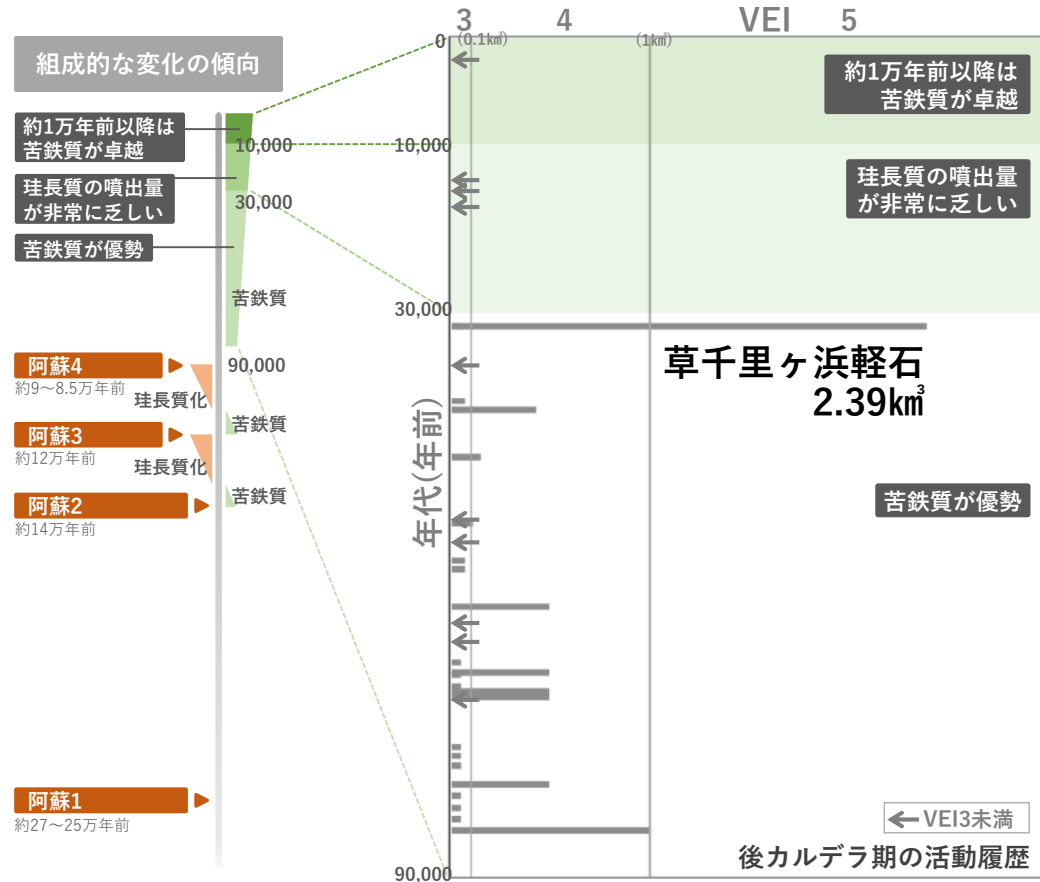 組成的な変化の傾向
約1万年前以降は
苦鉄質が卓越
珪長質の噴出量
が非常に乏しい
苦鉄質が優勢
10,000
30,000
苦鉄質
90,000
阿蘇4
約9〜8.5万年前
珪長質化
苦鉄質
阿蘇3
約12万年前
珪長質化
苦鉄質
阿蘇2
約14万年前
阿蘇1
約27〜25万年前
3 4 VEI 5
0 (0.1k㎥) (1k㎥)
10,000
30,000
90,000
年代(年前)
約1万年前以降は
苦鉄質が卓越
珪長質の噴出量
が非常に乏しい
草千里ヶ浜軽石
2.39km³
苦鉄質が優勢
←VEI3未満
後カルデラ期の活動履歴